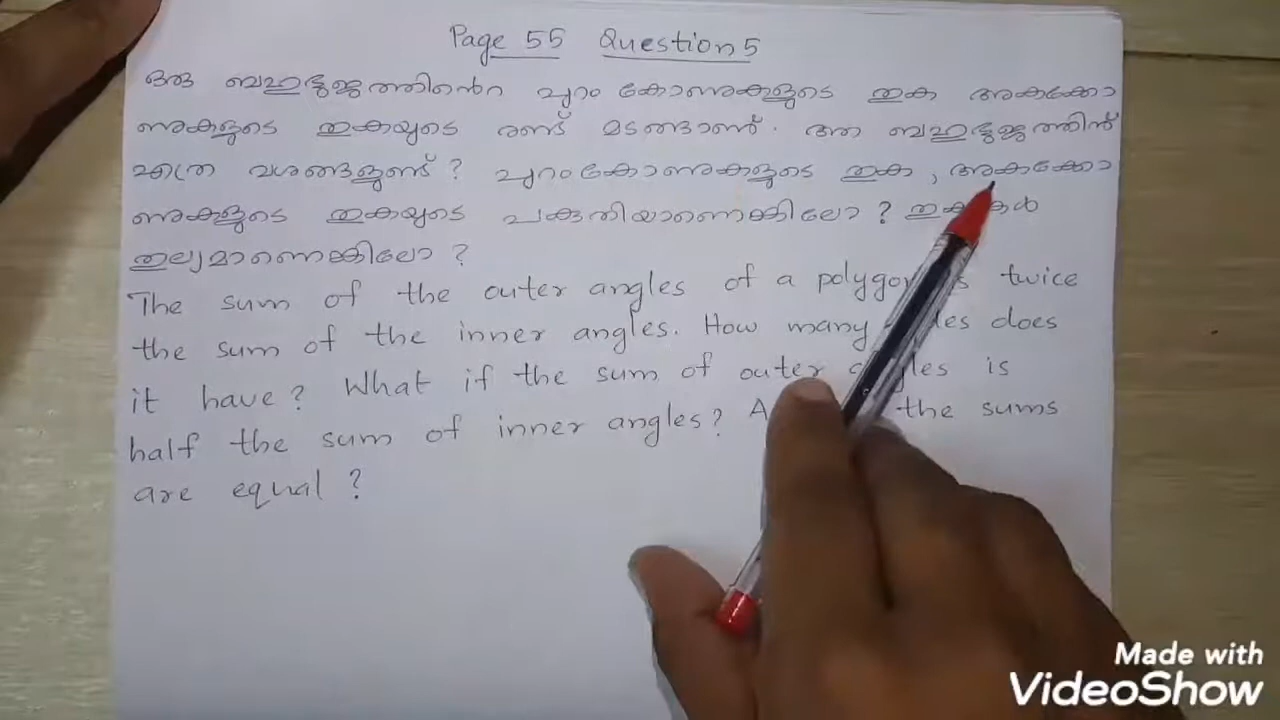 Page 55 Question 5
ഒരു ബഹുഭുജത്തിൻെറ പുറം കോണുകളുടെ തുക അകക്കോ
ണുകളുടെ തുകയുടെ രണ്ട് മടങ്ങാണ്. ആ ബഹുഭുജത്തിന്
എത്ര വശങ്ങളുണ്ട് ? പുറംകോണുകളുടെ തുക , അകക്കോ
ണുകളുടെ തുകയുടെ പകുതിയാണെങ്കിലോ ? തുകകൾ
തുല്യമാണെങ്കിലോ ?
The sum of the outer angles of a twice
the sum of the inner angles. How many does
it have? What if the sum of outer is
half the sum of inner angles? the sums
are equal ?
Made with
VideoShow